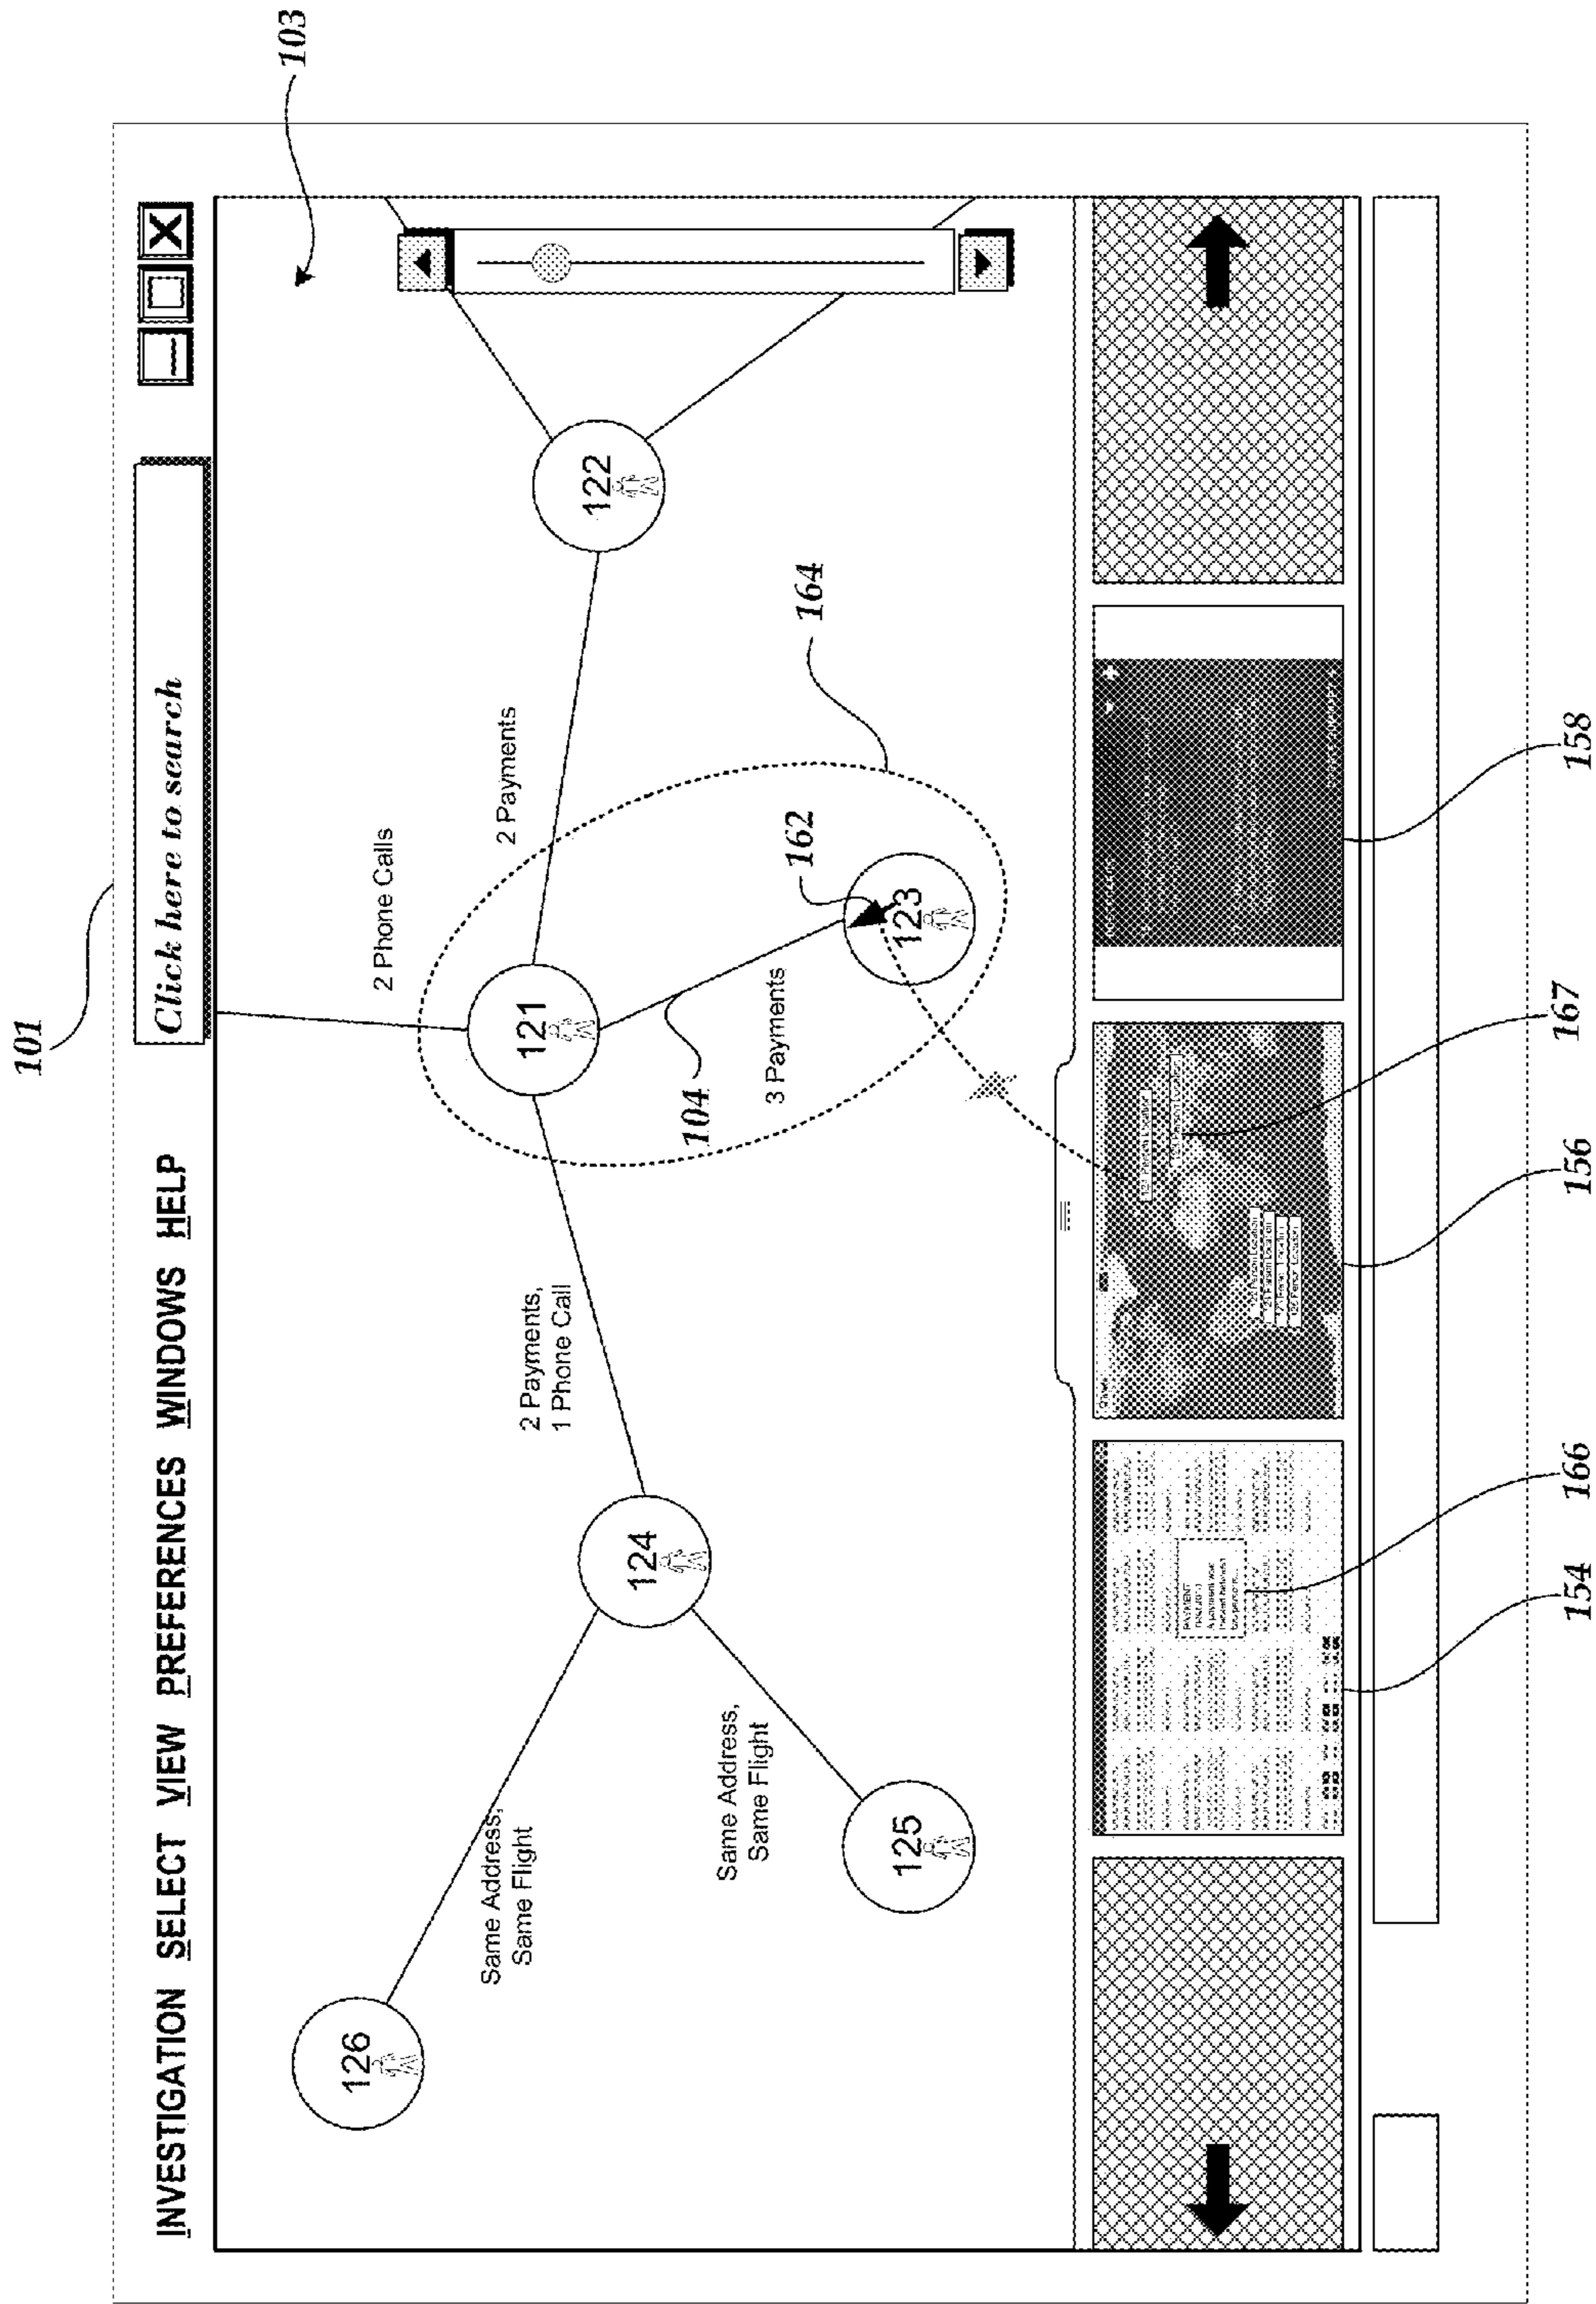 101
103
INVESTIGATION SELECT VIEW PREFERENCES WINDOWS HELP
Click here to search
126
Same Address,
Same Flight
2 Phone Calls
2 Payments,
1 Phone Call
121
2 Payments
122
124
104
162
164
3 Payments
123
Same Address,
Same Flight
125
PAYMENT
154
166
156
167
158